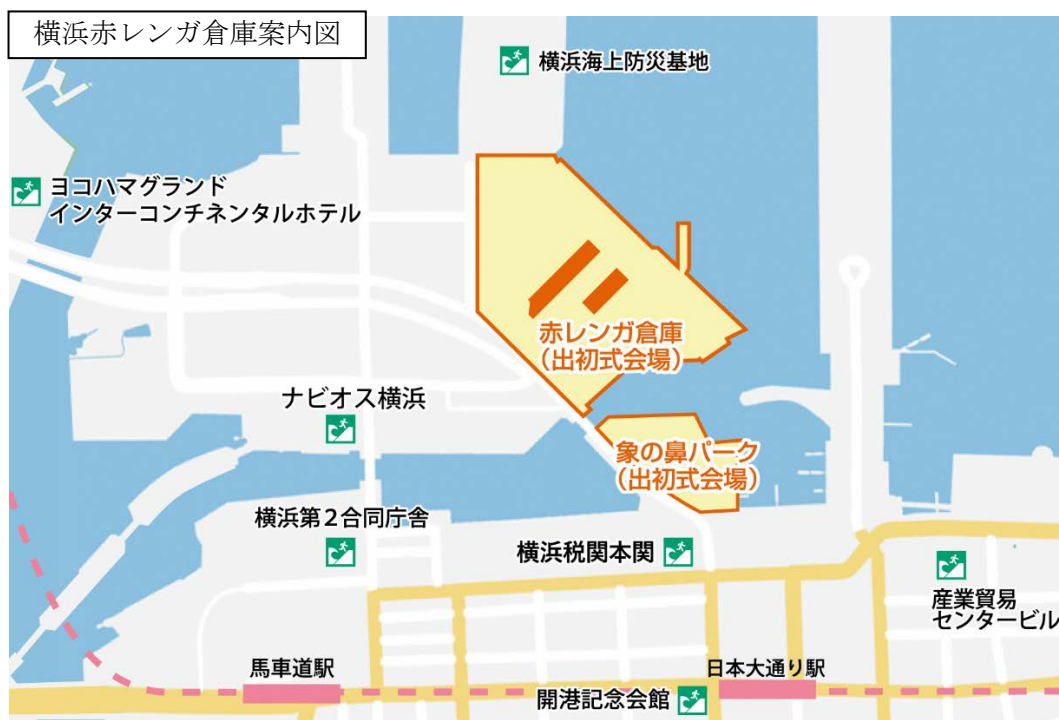 横浜赤レンガ倉庫案内図
横浜海上防災基地
ヨコハマグランド
インターコンチネンタルホテル
赤レンガ倉庫
(出初式会場)
ナビオス横浜
象の鼻パーク
(出初式会場)
横浜第2合同庁舎
横浜税関本関
産業貿易
センタービル
馬車道駅
日本大通り駅
開港記念会館